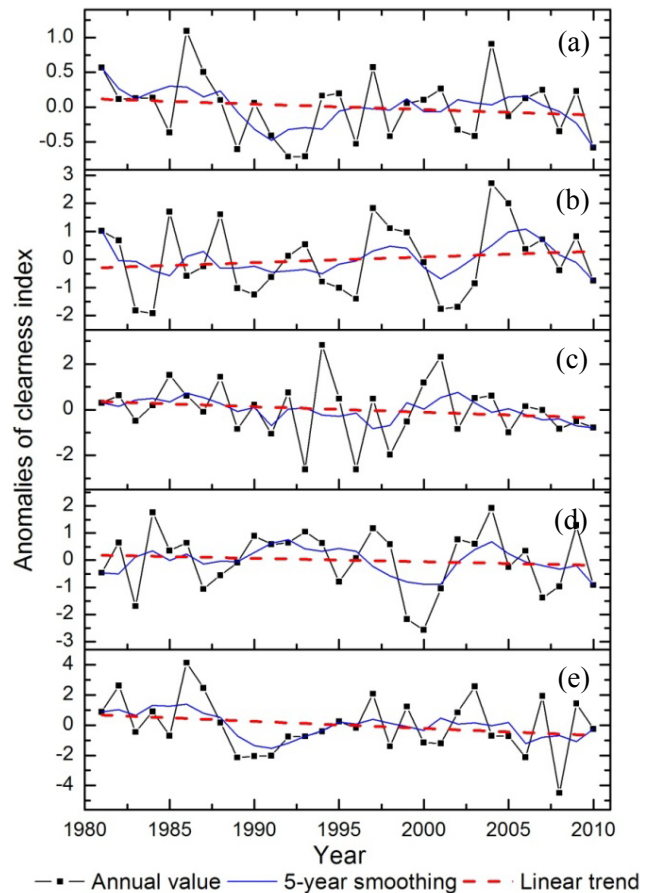 Anomalies of clearness index
(a)
1.0
0.5
0.0
-0.5
(b)
3
2
1
0
-1
-2
(c)
2
0
-2
(d)
2
1
0
-1
-2
-3
(e)
4
2
0
-2
-4
1980 1985 1990 1995 2000 2005 2010
Year
Annual value 5-year smoothing Linear trend